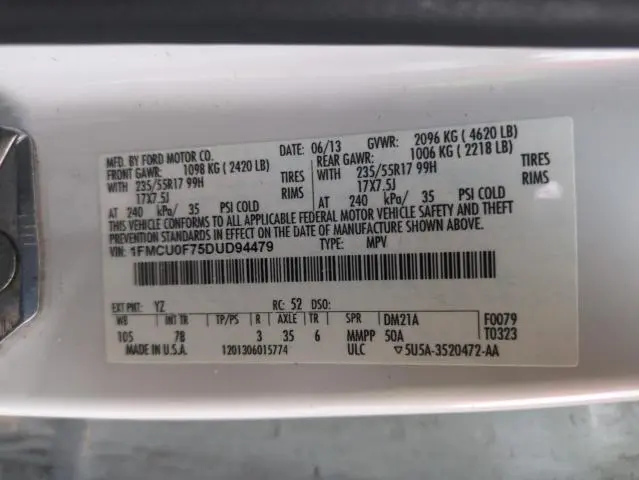 MFD. BY FORD MOTOR CO. DATE: 06/13 GVWR: 2096 KG ( 4620 LB)
FRONT GAWR: 1098 KG ( 2420 LB) REAR GAWR: 1006 KG ( 2218 LB)
WITH 235/55R17 99H TIRES WITH 235/55R17 99H TIRES
17X7.5J RIMS 17X7.5J RIMS
AT 240 kPa/ 35 PSI COLD AT 240 kPa/ 35 PSI COLD
THIS VEHICLE CONFORMS TO ALL APPLICABLE FEDERAL MOTOR VEHICLE SAFETY AND THEFT
PREVENTION STANDARDS IN EFFECT ON THE DATE OF MANUFACTURE SHOWN ABOVE.
VIN: 1FMCU0F75DUD94479 TYPE: MPV
EXT PNT: YZ RC: 52 DSO:
WB INT TR TP/PS R AXLE TR SPR DM21A F0079
105 7B 3 35 6 MMPP 50A T0323
MADE IN U.S.A. 1201306015774 ULC ▽5U5A-3520472-AA